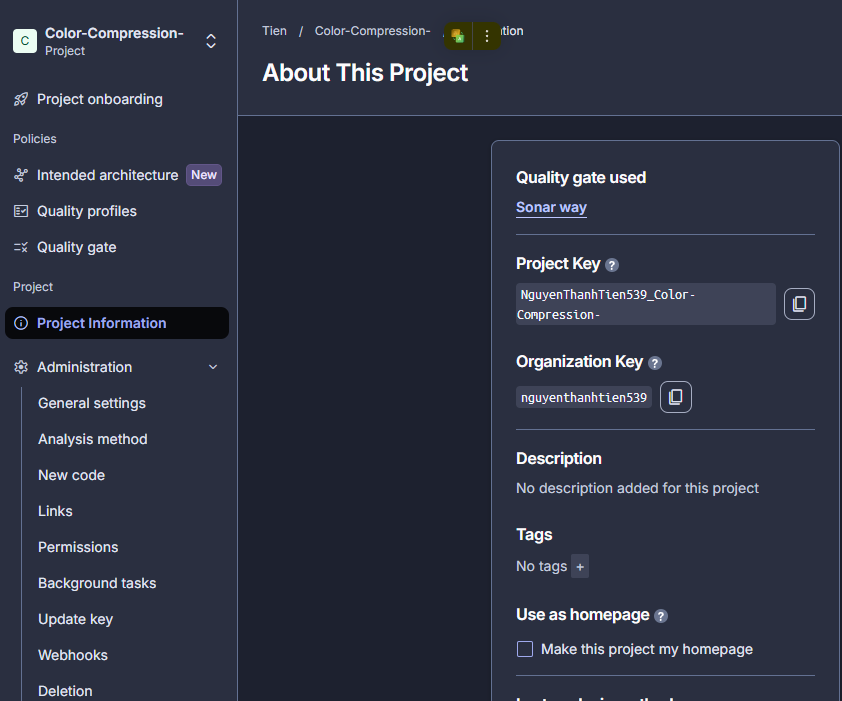 C
Color-Compression-
Project
Project onboarding
Policies
Intended architecture New
Quality profiles
Quality gate
Project
Project Information
Administration
General settings
Analysis method
New code
Links
Permissions
Background tasks
Update key
Webhooks
Deletion
Tien / Color-Compression-
About This Project
Quality gate used
Sonar way
Project Key ?
NguyenThanhTien539_Color-
Compression-
Organization Key ?
nguyenthanhtien539
Description
No description added for this project
Tags
No tags +
Use as homepage ?
Make this project my homepage